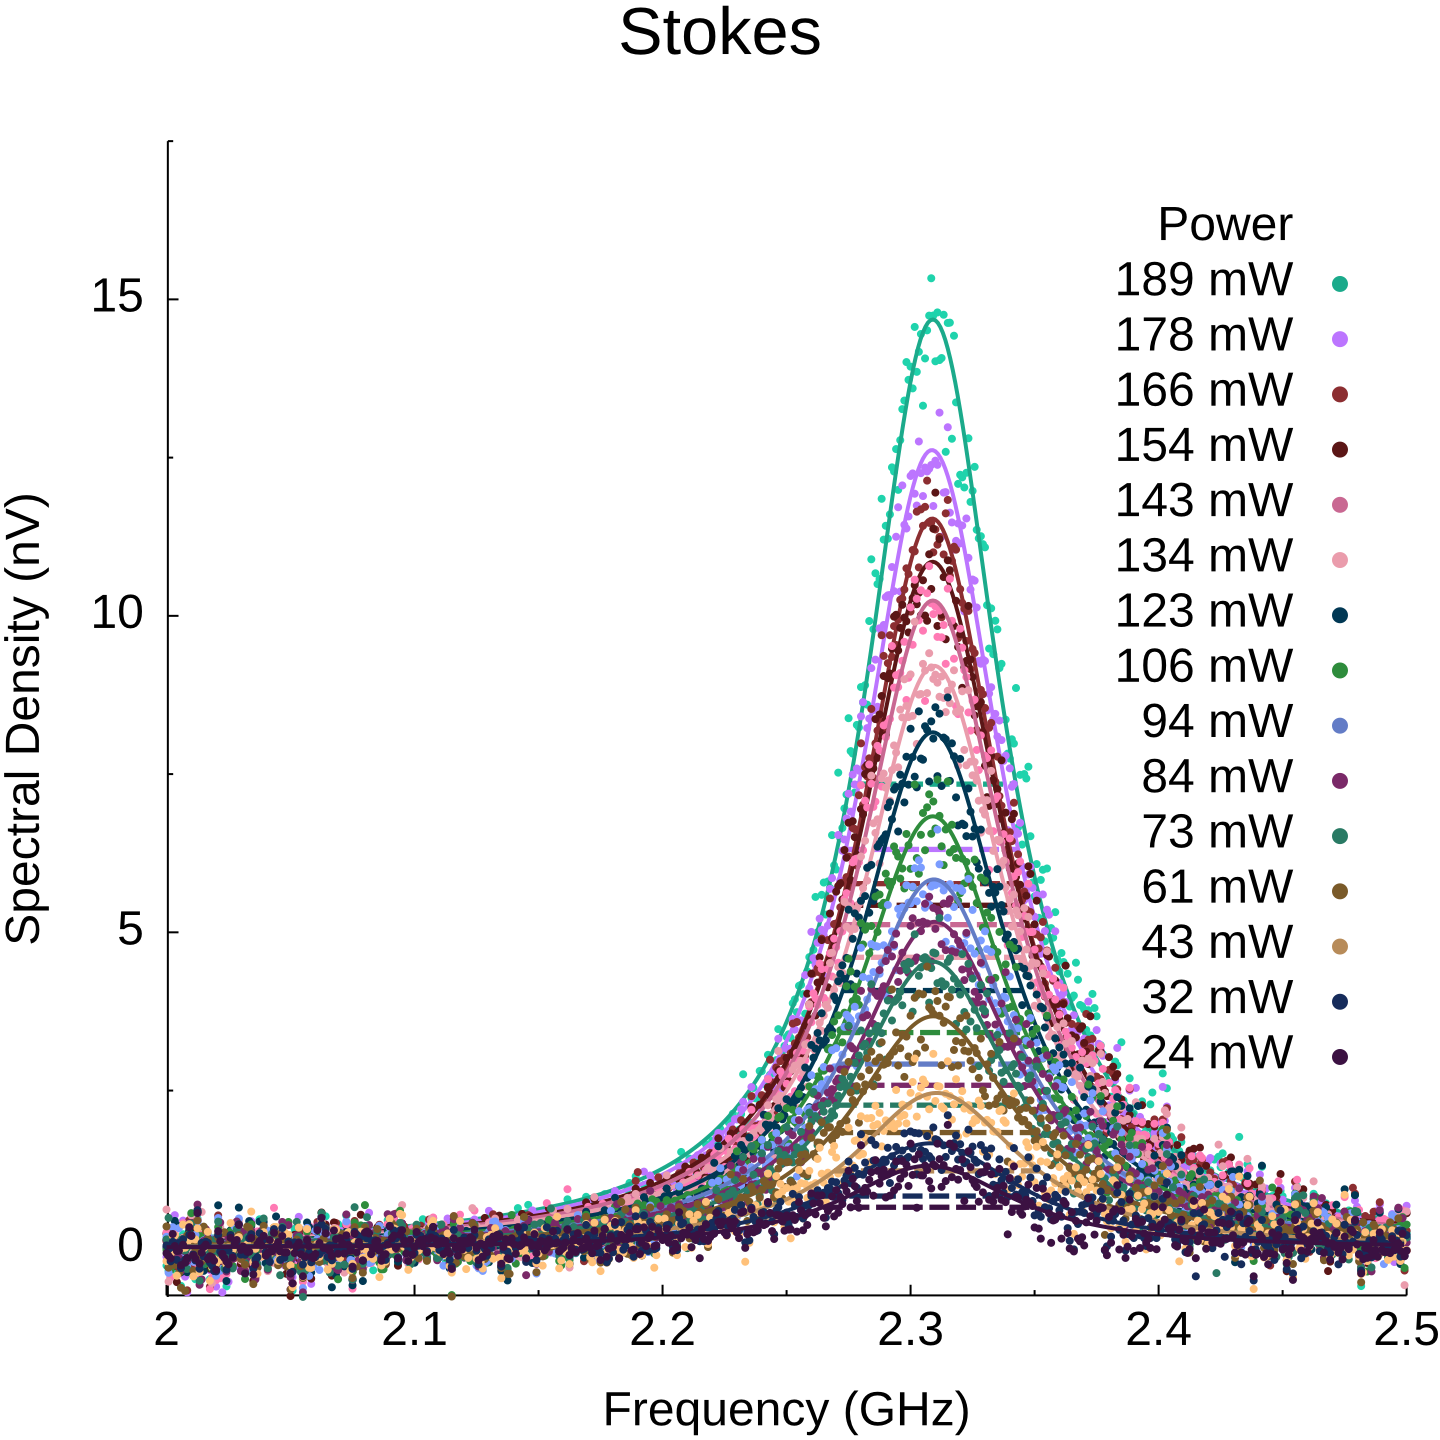 Stokes
Power
189 mW
178 mW
166 mW
154 mW
143 mW
134 mW
123 mW
106 mW
94 mW
84 mW
73 mW
61 mW
43 mW
32 mW
24 mW
15
10
5
0
Spectral Density (nV)
2 2.1 2.2 2.3 2.4 2.5
Frequency (GHz)